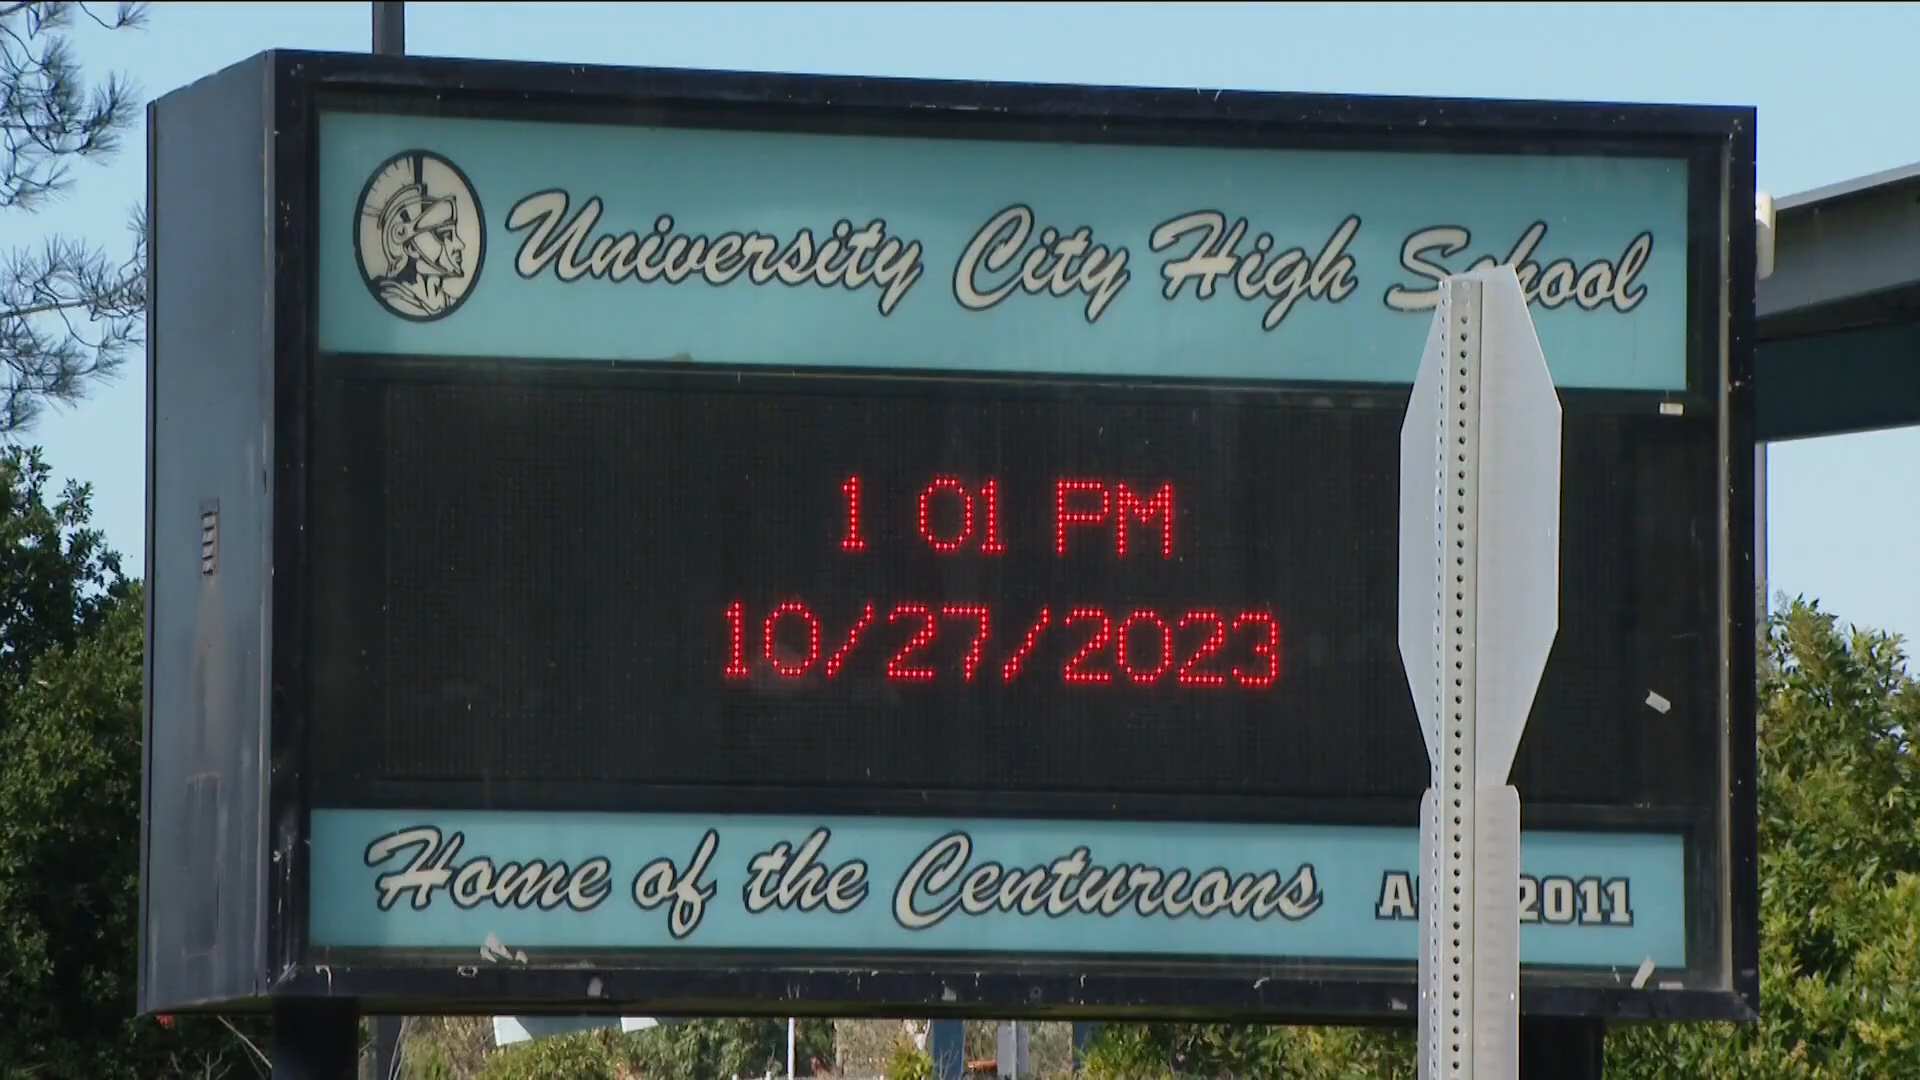 University City High School
1 01 PM
10/27/2023
Home of the Centurions 2011